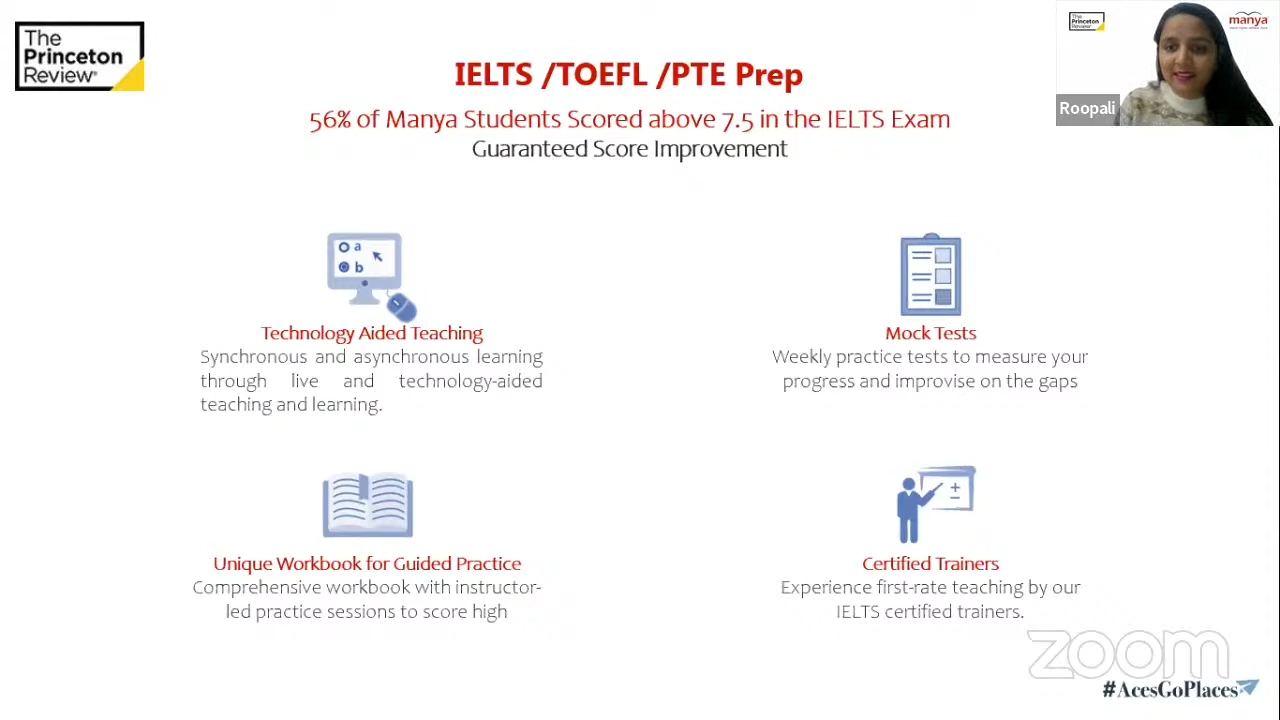 The
Princeton
Review®
IELTS /TOEFL /PTE Prep
56% of Manya Students Scored above 7.5 in the IELTS Exam
Guaranteed Score Improvement
The
Princeton
Review
manya
Roopali
a
b
Technology Aided Teaching
Synchronous and asynchronous learning
through live and technology-aided
teaching and learning.
Mock Tests
Weekly practice tests to measure your
progress and improvise on the gaps
Unique Workbook for Guided Practice
Comprehensive workbook with instructor-
led practice sessions to score high
Certified Trainers
Experience first-rate teaching by our
IELTS certified trainers.
zoom
#AcesGoPlaces